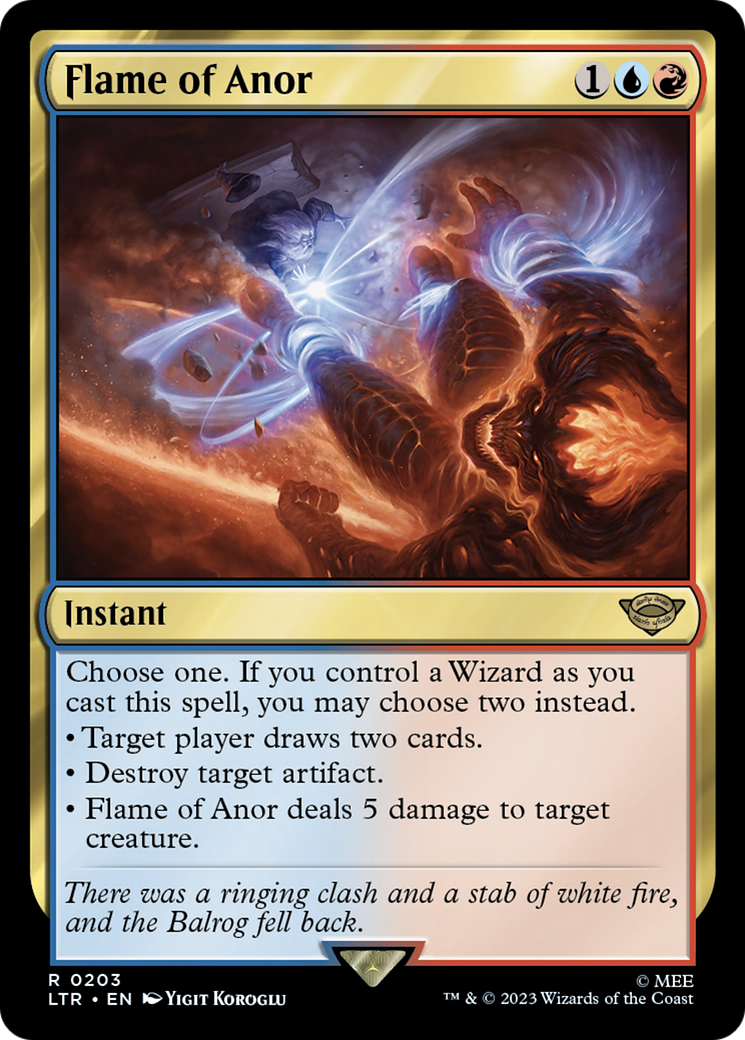 Flame of Anor 1
Instant
Choose one. If you control a Wizard as you
cast this spell, you may choose two instead.
• Target player draws two cards.
• Destroy target artifact.
• Flame of Anor deals 5 damage to target
creature.
There was a ringing clash and a stab of white fire,
and the Balrog fell back.
R 0203
LTR • EN Yigit Koroglu
© MEE
™ & © 2023 Wizards of the Coast